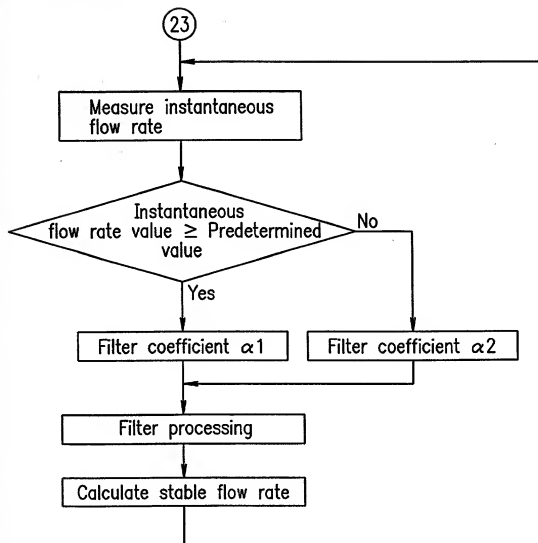 23
Measure instantaneous
flow rate
Instantaneous
flow rate value ≥ Predetermined
value
No
Yes
Filter coefficient α1
Filter coefficient α2
Filter processing
Calculate stable flow rate